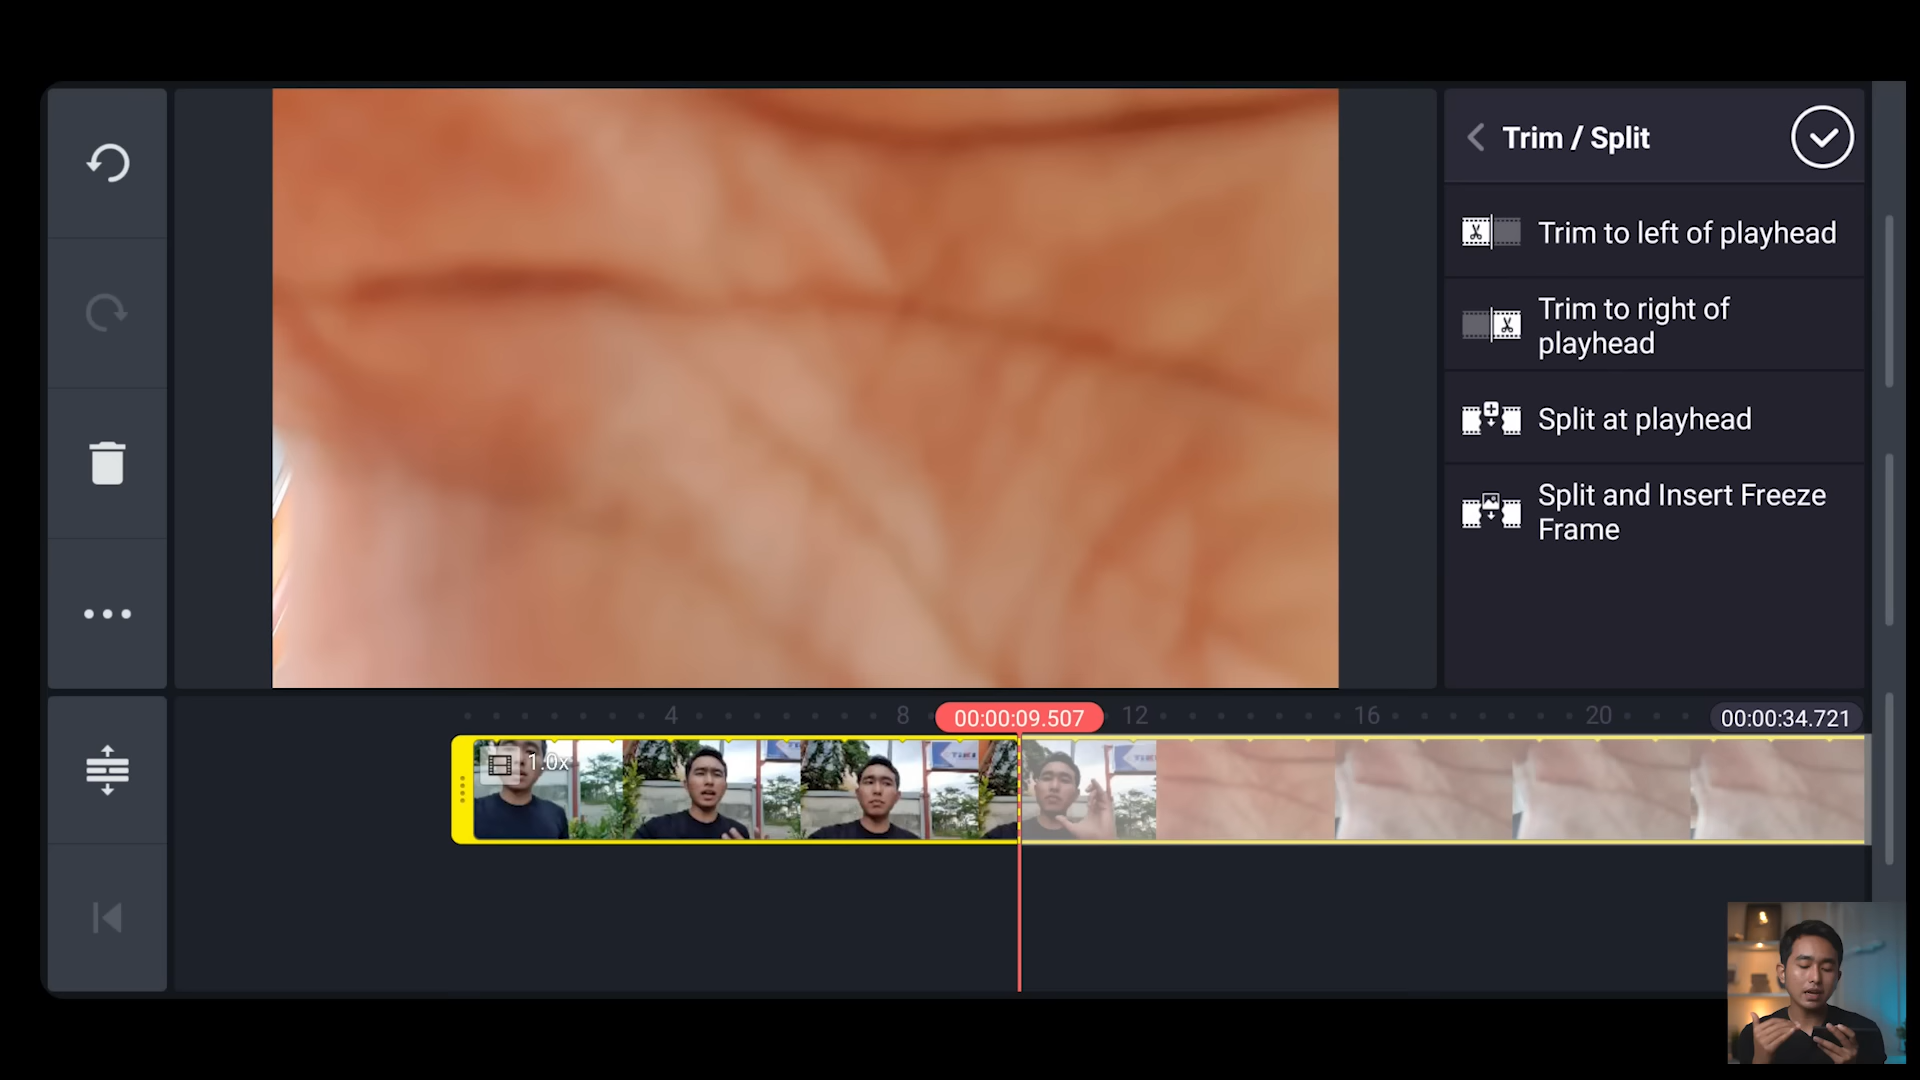 Trim / Split
Trim to left of playhead
Trim to right of
playhead
Split at playhead
Split and Insert Freeze
Frame
4
8
00:00:09.507
12
16
20
00:00:34.721
1.0x